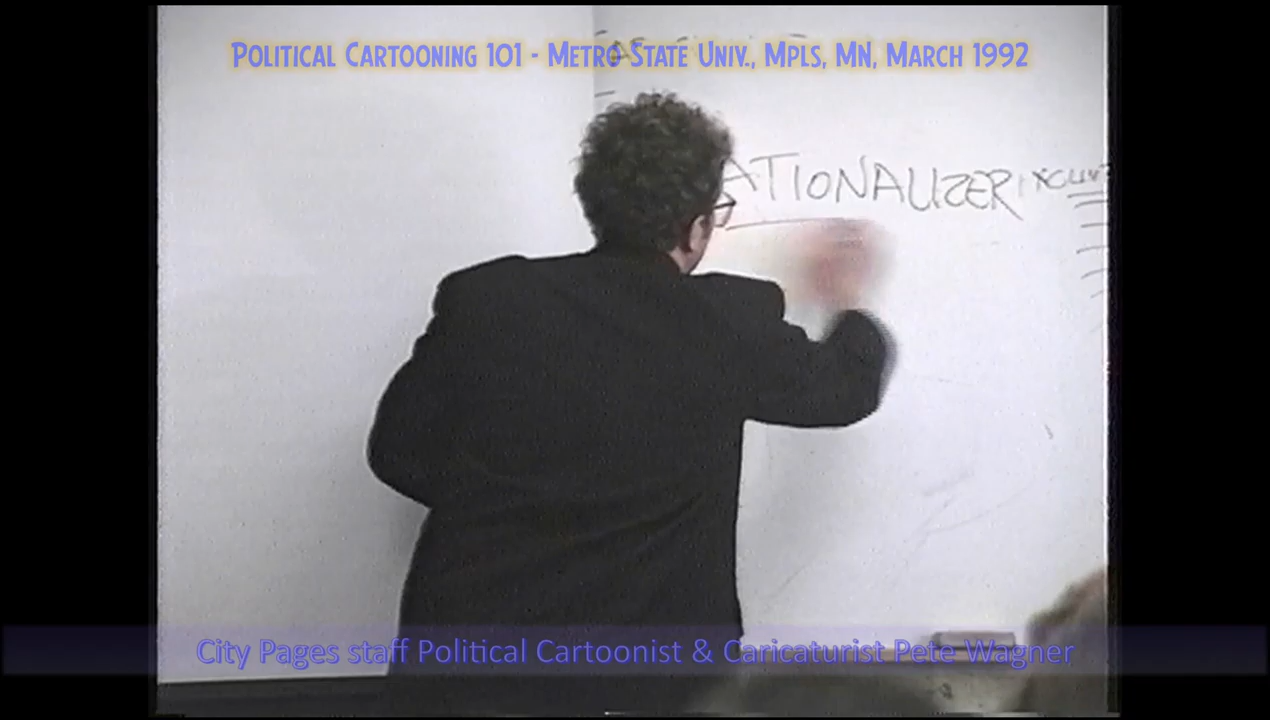 POLITICAL CARTOONING 101 - METRO STATE UNIV., MPLS, MN, MARCH 1992
ATIONALIZER
City Pages staff Political Cartoonist & Caricaturist Pete Wagner